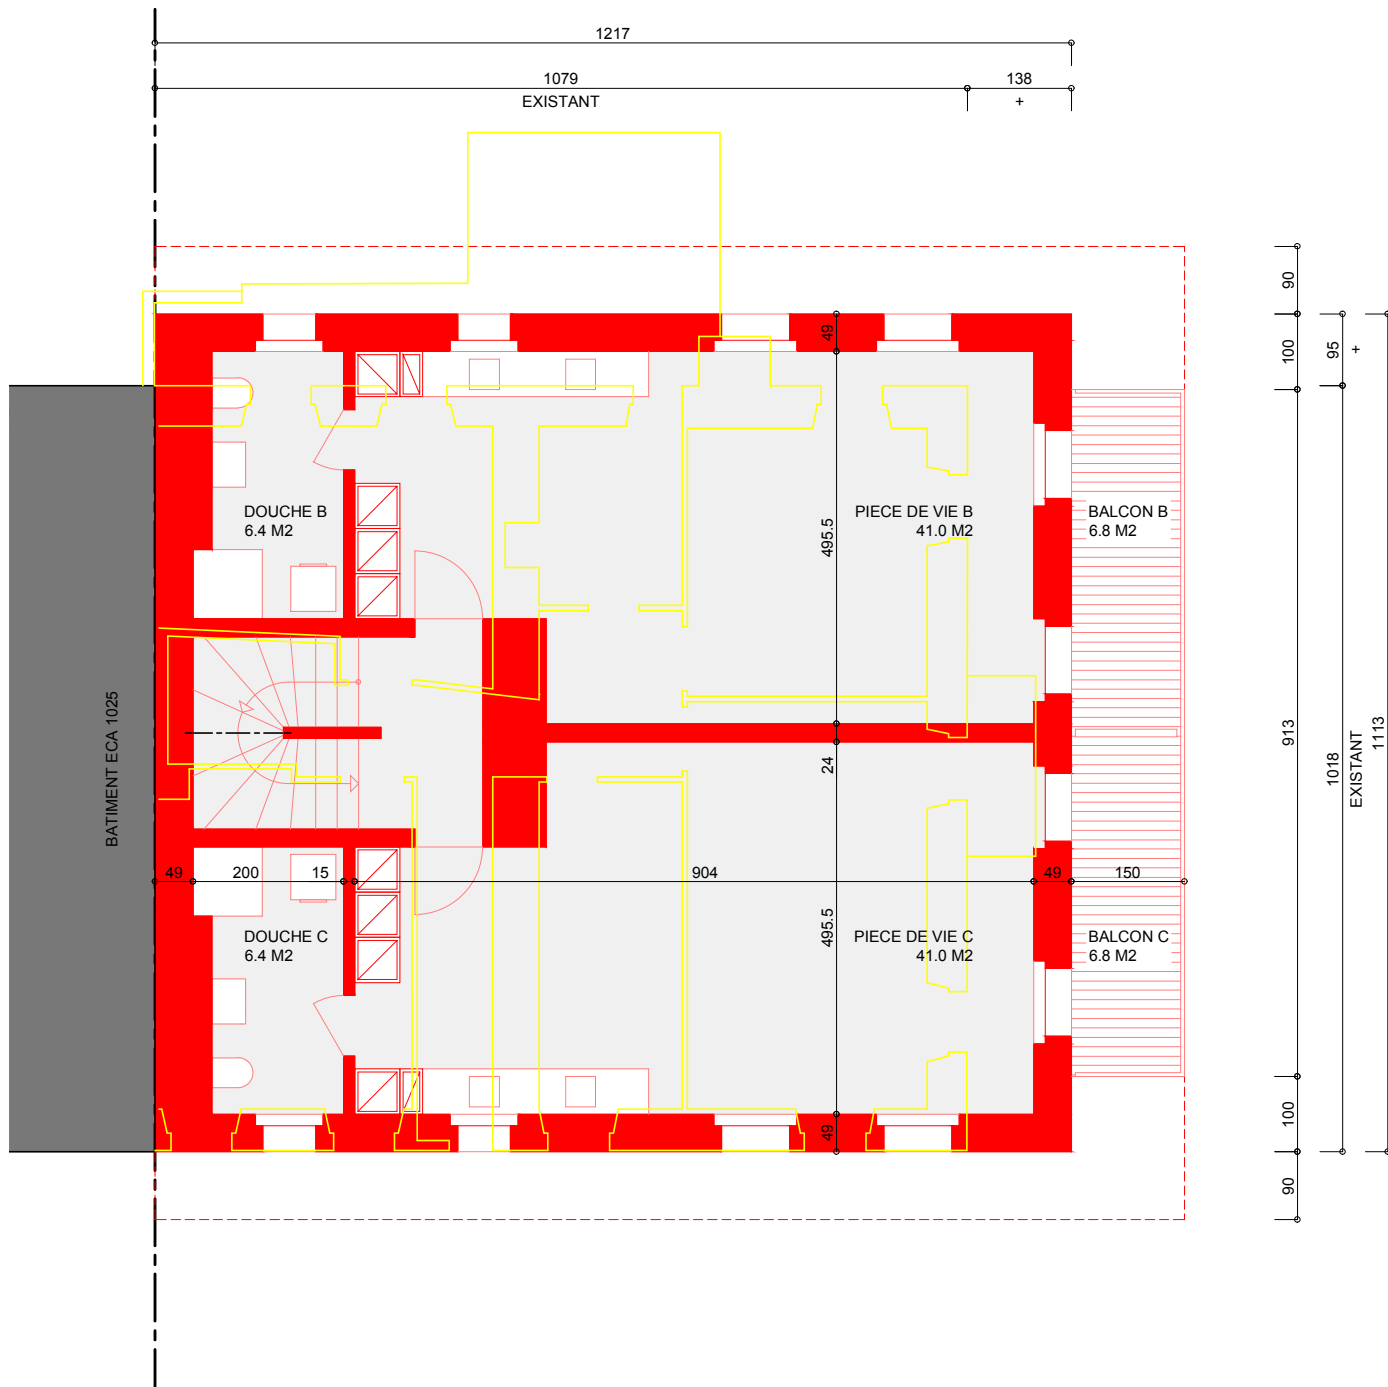 1217
1079
EXISTANT
138
+
90
49
100
95
+
DOUCHE B
6.4 M2
PIECE DE VIE B
41.0 M2
BALCON B
6.8 M2
495.5
BATIMENT ECA 1025
24
913
1018
EXISTANT
1113
49
200
15
904
49
150
495.5
DOUCHE C
6.4 M2
PIECE DE VIE C
41.0 M2
BALCON C
6.8 M2
100
49
90